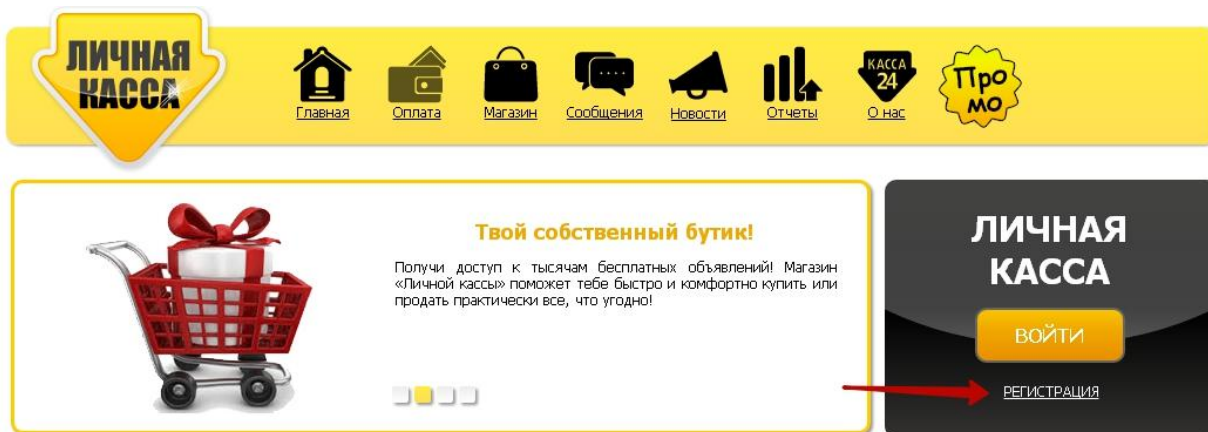 ЛИЧНАЯ
КАССА
Главная
Оплата
Магазин
Сообщения
Новости
Отчеты
КАССА
24
О нас
Про
мо
Твой собственный бутик!
Получи доступ к тысячам бесплатных объявлений! Магазин
«Личной кассы» поможет тебе быстро и комфортно купить или
продать практически все, что угодно!
ЛИЧНАЯ
КАССА
ВОЙТИ
РЕГИСТРАЦИЯ